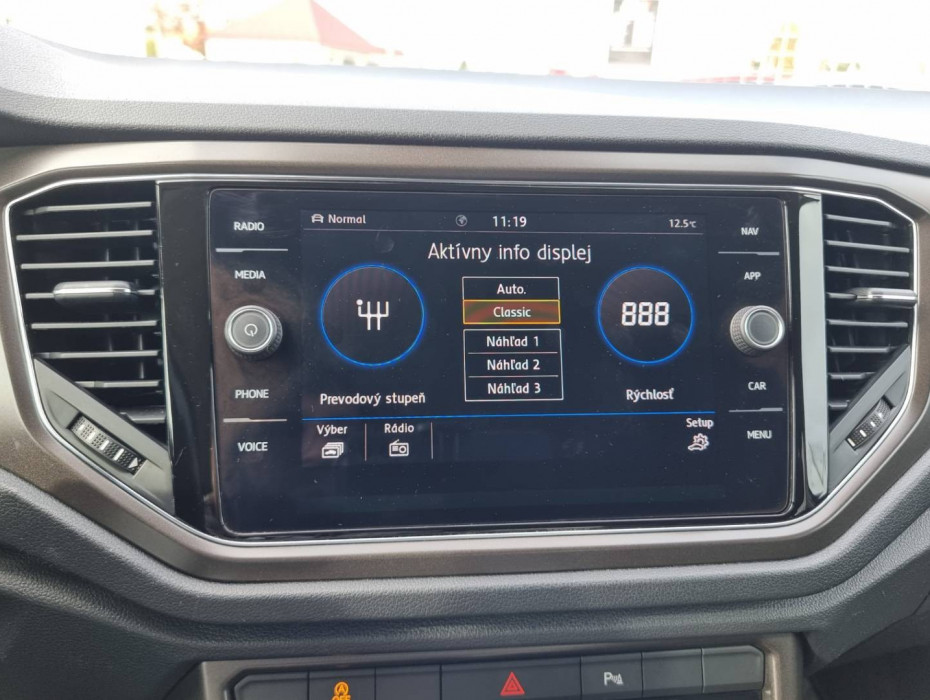 Normal 11:19 12.5°C
Aktívny info displej
RADIO
MEDIA
PHONE
VOICE
Auto.
Classic
Náhľad 1
Náhľad 2
Náhľad 3
888
Prevodový stupeň
Rýchlosť
Výber
Rádio
Setup
NAV
APP
CAR
MENU
OFF
P